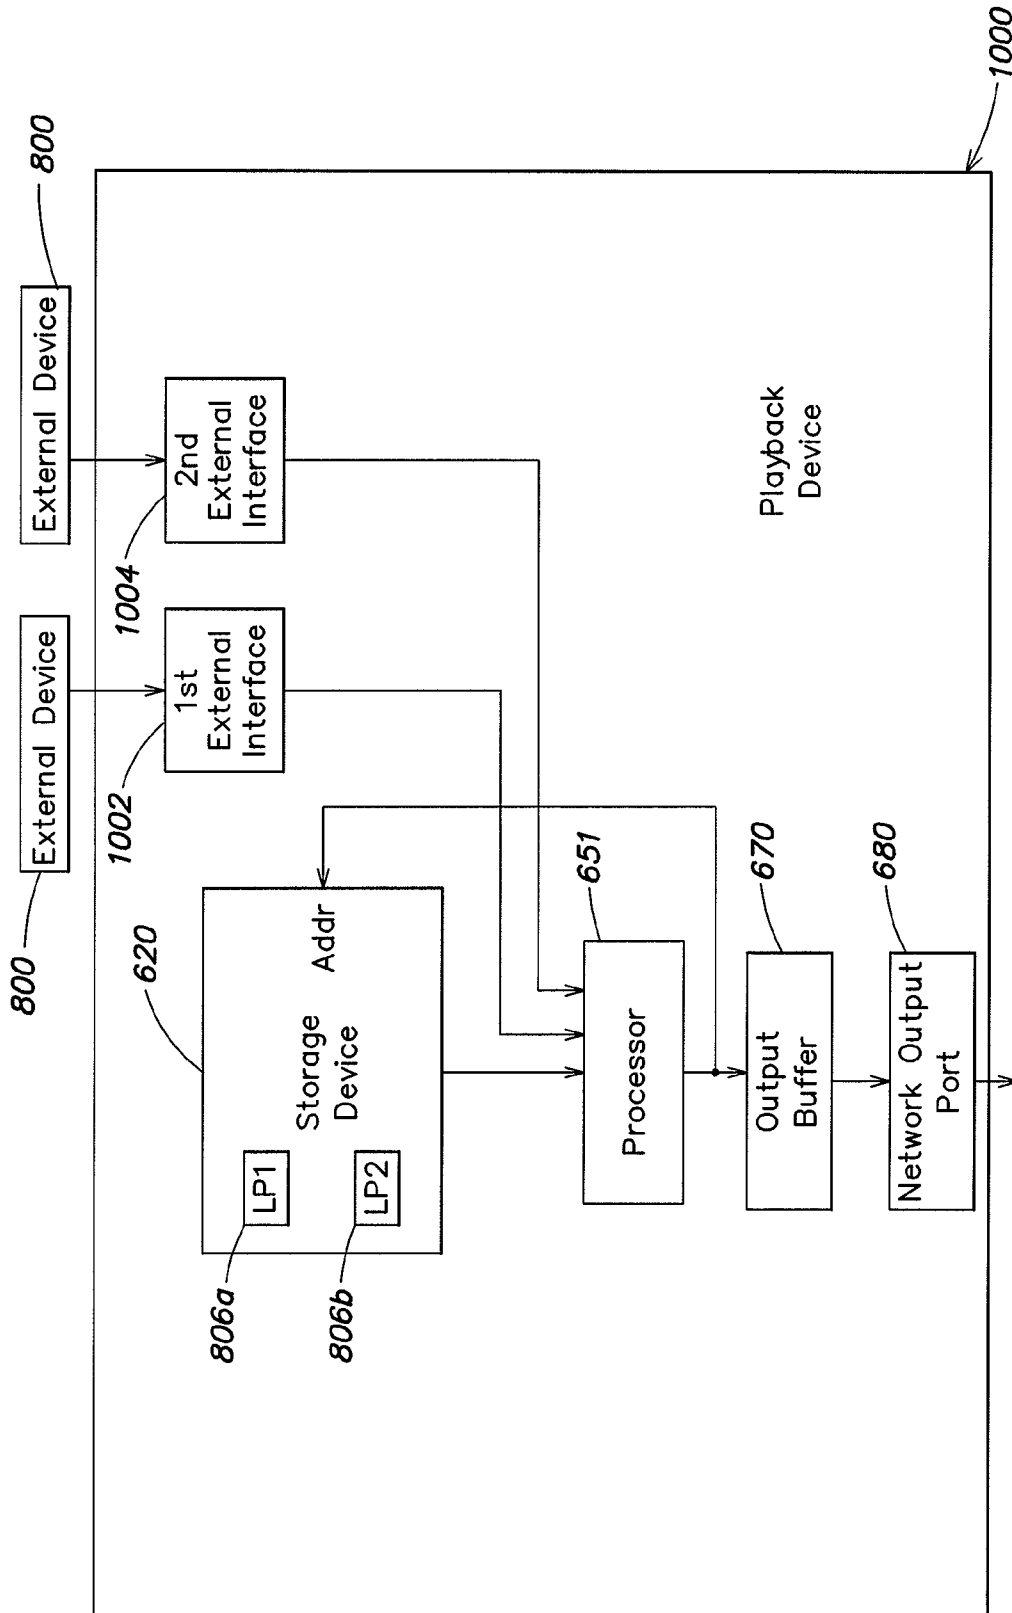 800
External Device
External Device
800
1002
1st
External
Interface
1004
2nd
External
Interface
620
Storage
Device
Addr
806a
LP1
806b
LP2
651
Processor
Playback
Device
670
Output
Buffer
680
Network Output
Port
1000